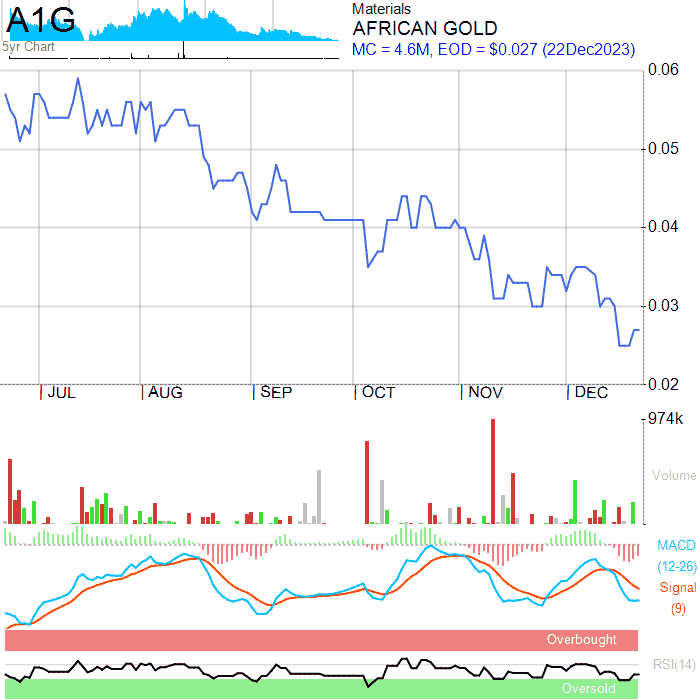 A1G
5yr Chart
Materials
AFRICAN GOLD
MC = 4.6M, EOD = $0.027 (22Dec2023)
0.06
0.05
0.04
0.03
0.02
JUL AUG SEP OCT NOV DEC
974k
Volume
MACD
(12-26)
Signal
(9)
Overbought
RSI(14)
Oversold